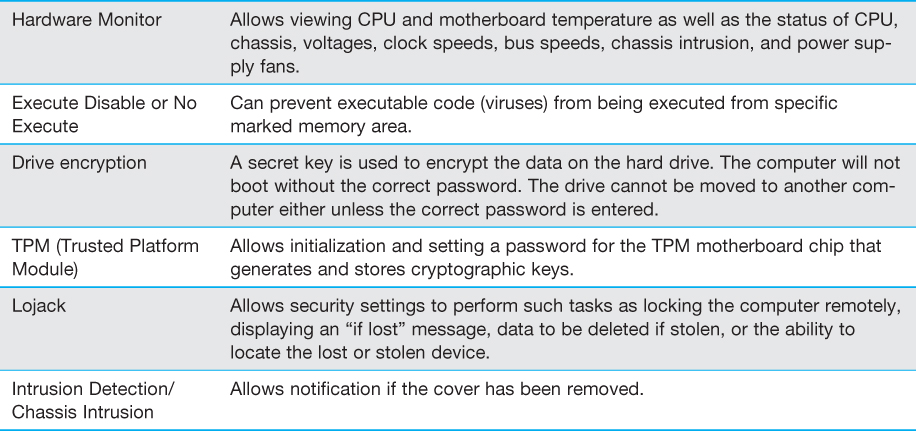 Hardware Monitor
Allows viewing CPU and motherboard temperature as well as the status of CPU,
chassis, voltages, clock speeds, bus speeds, chassis intrusion, and power sup-
ply fans.
Execute Disable or No
Execute
Can prevent executable code (viruses) from being executed from specific
marked memory area.
Drive encryption
A secret key is used to encrypt the data on the hard drive. The computer will not
boot without the correct password. The drive cannot be moved to another com-
puter either unless the correct password is entered.
TPM (Trusted Platform
Module)
Allows initialization and setting a password for the TPM motherboard chip that
generates and stores cryptographic keys.
Lojack
Allows security settings to perform such tasks as locking the computer remotely,
displaying an “if lost” message, data to be deleted if stolen, or the ability to
locate the lost or stolen device.
Intrusion Detection/
Chassis Intrusion
Allows notification if the cover has been removed.